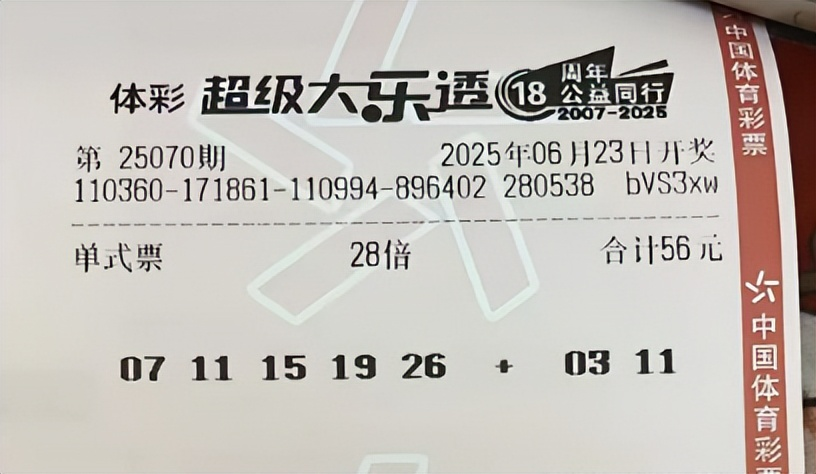 体彩 超级大乐透 18 周年 公益同行 2007-2025
第 25070期 2025年06月23日开奖
110360-171861-110994-896402 280538 bVS3xw
单式票 28倍 合计56元
07 11 15 19 26 + 03 11
中国体育彩票
中国体育彩票